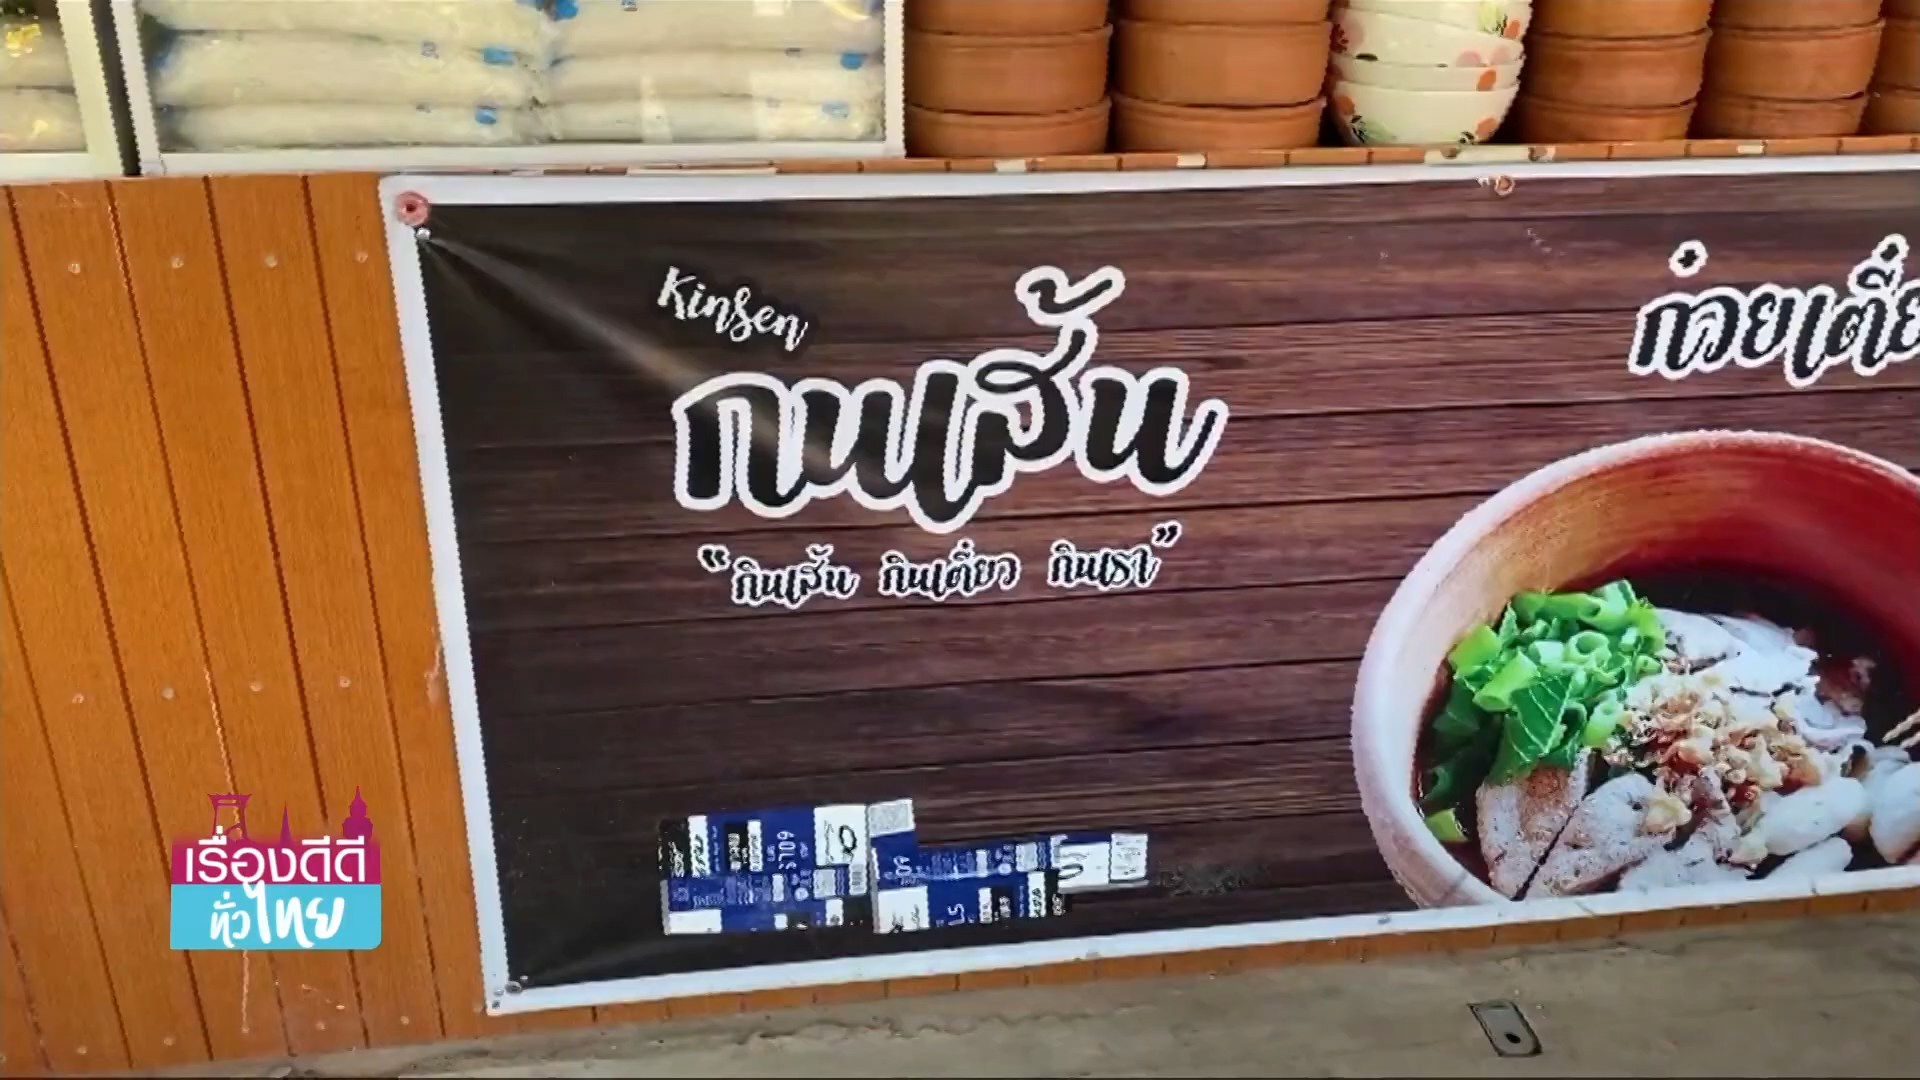 Kinsen
กินเส้น
"กินเส้น กินเตี๋ยว กินเรา"
ก๋วยเตี๋ย
เรื่องดีดี
ทั่วไทย